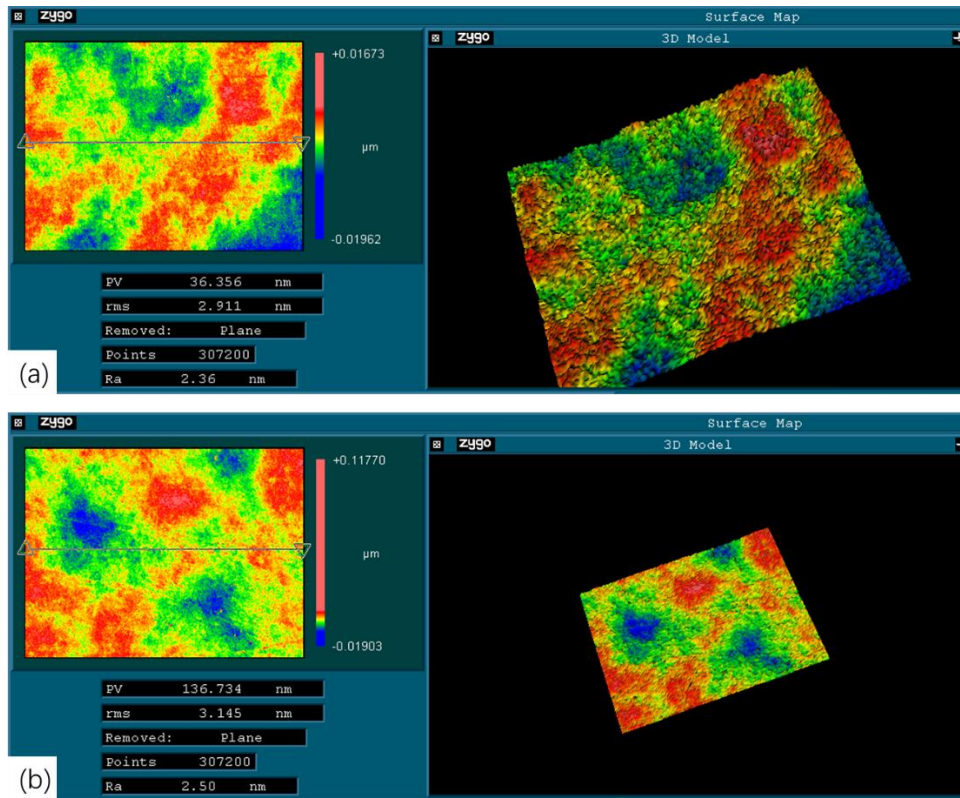 zygo
Surface Map
+0.01673
µm
-0.01962
PV 36.356 nm
rms 2.911 nm
Removed: Plane
Points 307200
Ra 2.36 nm
zygo
3D Model
(a)
zygo
Surface Map
+0.11770
µm
-0.01903
PV 136.734 nm
rms 3.145 nm
Removed: Plane
Points 307200
Ra 2.50 nm
zygo
3D Model
(b)